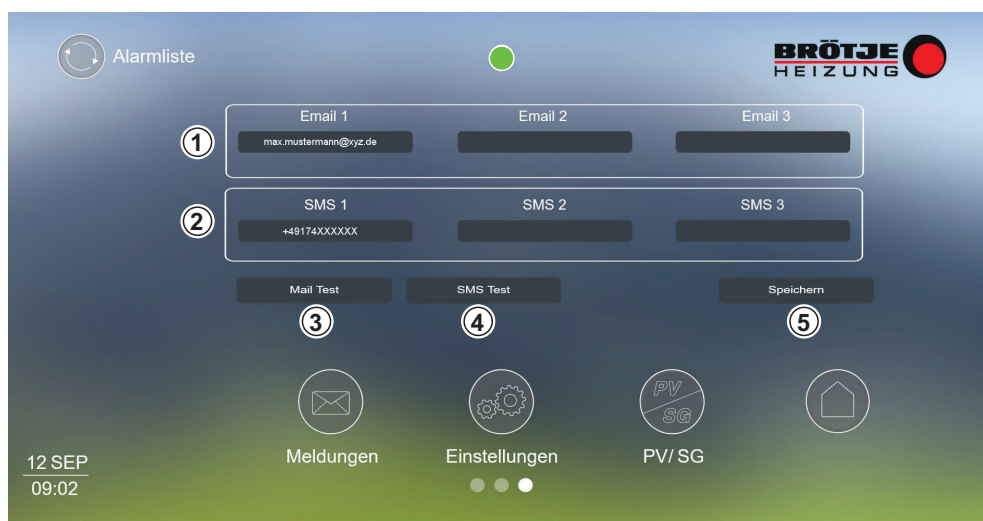 Alarmliste
BRÖTJE
HEIZUNG
Email 1 Email 2 Email 3
1
max.mustermann@xyz.de
SMS 1 SMS 2 SMS 3
2
+49174XXXXXX
Mail Test SMS Test Speichern
3 4 5
PV
SG
Meldungen Einstellungen PV/ SG
12 SEP
09:02